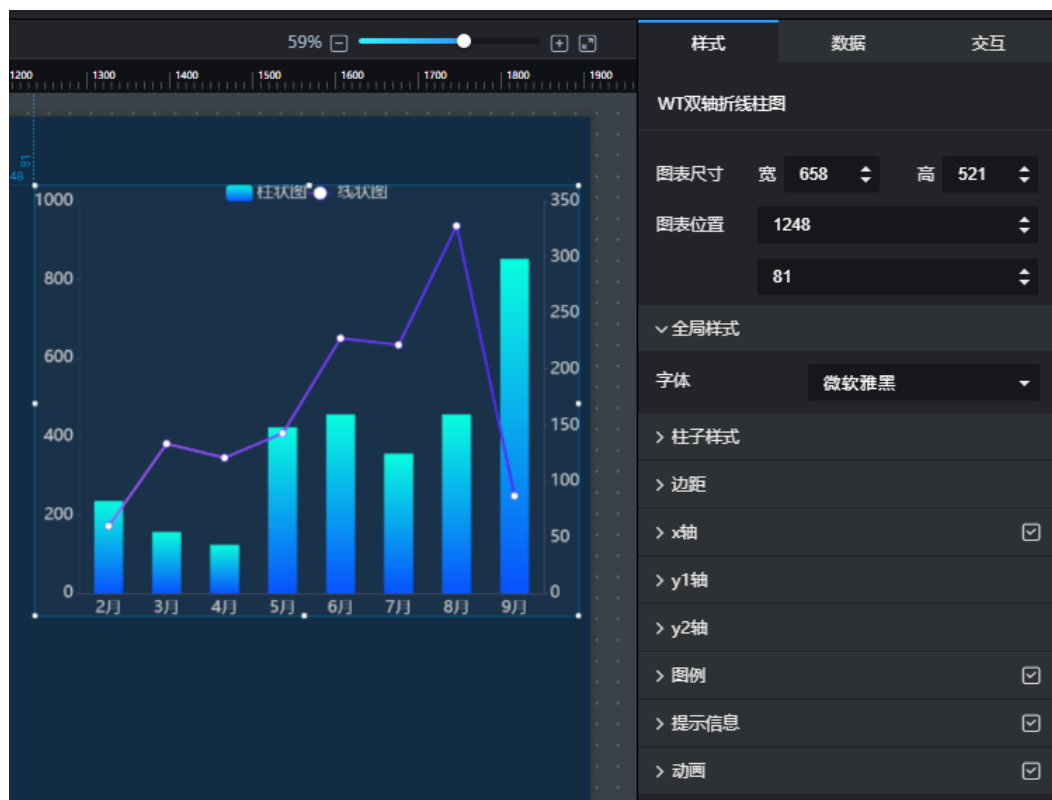 59%
样式 数据 交互
1200 1300 1400 1500 1600 1700 1800 1900
WT双轴折线柱图
81
48
图表尺寸 宽 658 高 521
图表位置 1248
81
全局样式
字体 微软雅黑
柱子样式
边距
x轴
y1轴
y2轴
图例
提示信息
动画
柱状图 线状图
1000 350
800 300
250
600 200
400 150
100
200 50
0 0
2月 3月 4月 5月 6月 7月 8月 9月